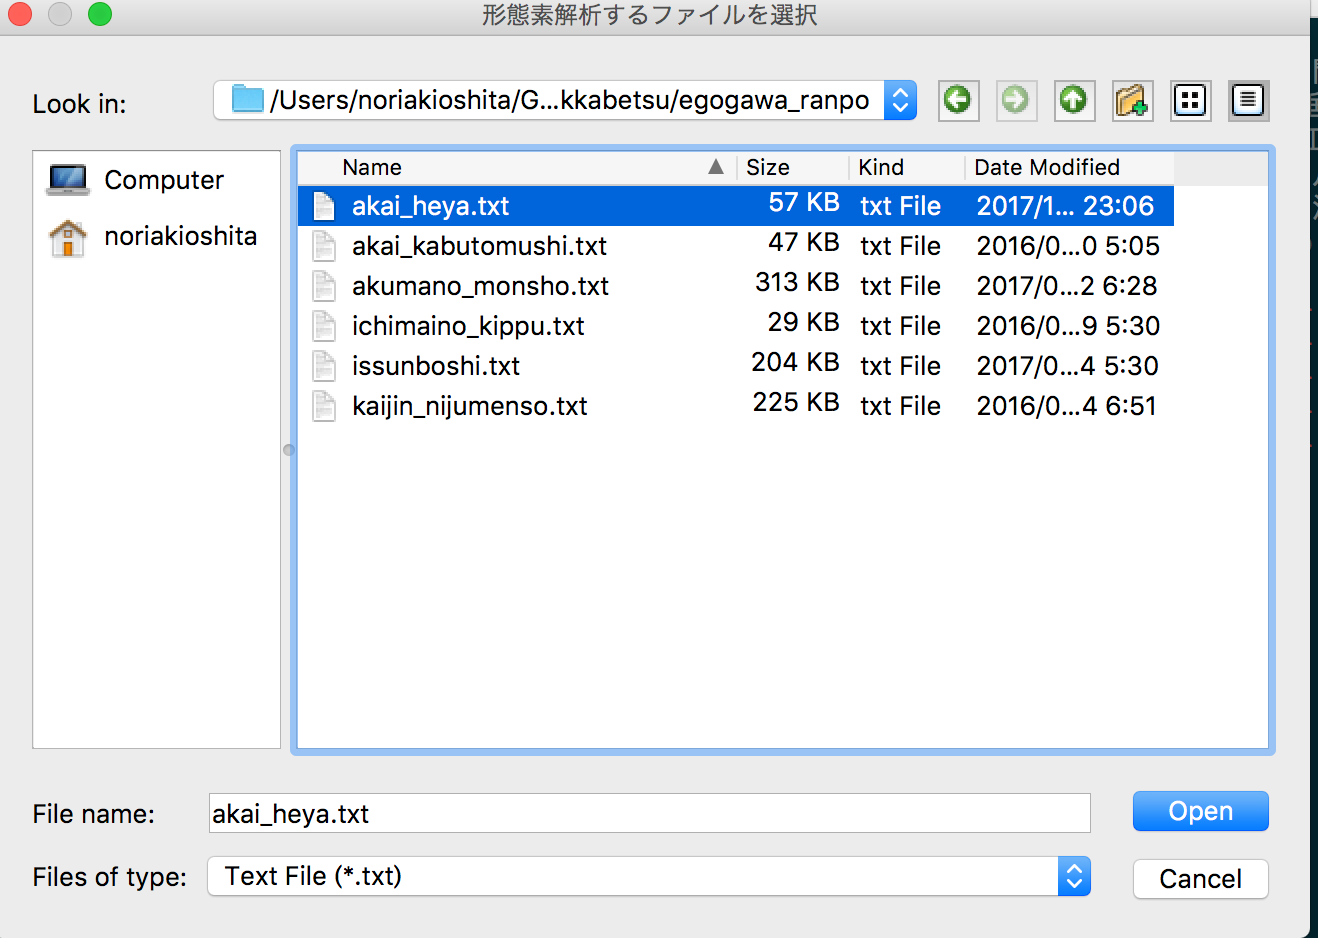 形態素解析するファイルを選択
Look in: /Users/noriakioshita/G...kkabetsu/egogawa_ranpo
Computer
noriakioshita
Name Size Kind Date Modified
akai_heya.txt 57 KB txt File 2017/1... 23:06
akai_kabutomushi.txt 47 KB txt File 2016/0...0 5:05
akumano_monsho.txt 313 KB txt File 2017/0...2 6:28
ichimaino_kippu.txt 29 KB txt File 2016/0...9 5:30
issunboshi.txt 204 KB txt File 2017/0...4 5:30
kaijin_nijumenso.txt 225 KB txt File 2016/0...4 6:51
File name: akai_heya.txt Open
Files of type: Text File (*.txt) Cancel